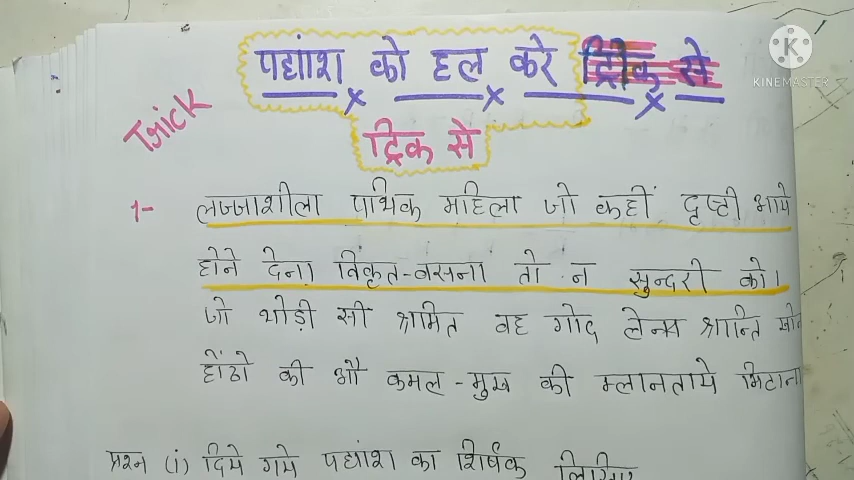 पद्यांश को हल करे ट्रिक से
KINEMASTER
Trick
ट्रिक से
1- लज्जाशीला पथिक महिला जो कहीं दृष्टी आये
होने देना विकृत-वसना तो न सुन्दरी को।
जो थोड़ी सी श्रमित वह गोद लेन्स श्रान्ति खो
होंठो की औ कमल-मुख की म्लानताये मिटाना
प्रश्न (i) दिये गये पद्यांश का शिर्षक लिखिए